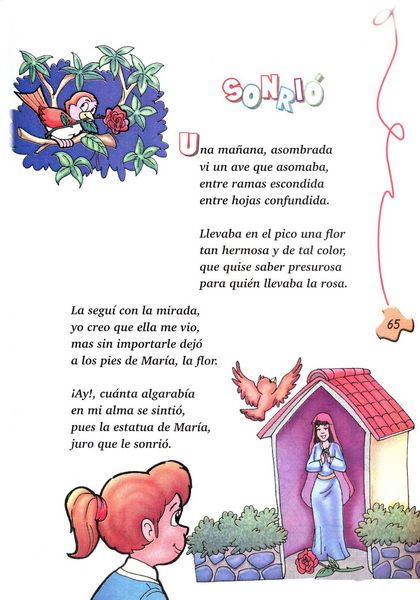 SONRIÓ
Una mañana, asombrada
vi un ave que asomaba,
entre ramas escondida
entre hojas confundida.
Llevaba en el pico una flor
tan hermosa y de tal color,
que quise saber presurosa
para quién llevaba la rosa.
La seguí con la mirada,
yo creo que ella me vio,
mas sin importarle dejó
a los pies de María, la flor.
¡Ay!, cuánta algarabía
en mi alma se sintió,
pues la estatua de María,
juro que le sonrió.
65